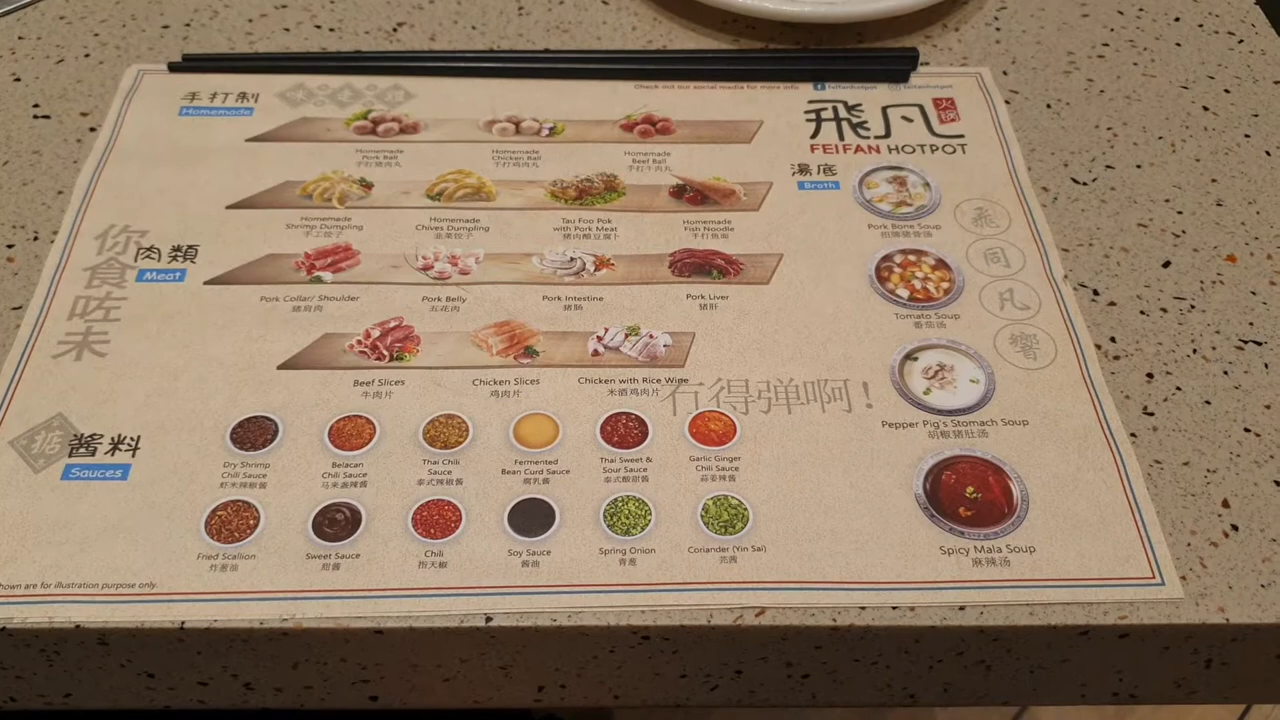 手打制
Homemade
Check out our social media for more info
feifanhotpot
feifanhotpot
飛凡
火锅
FEIFAN HOTPOT
Homemade
Pork Ball
手打猪肉丸
Homemade
Chicken Ball
手打鸡肉丸
Homemade
Beef Ball
手打牛肉丸
Homemade
Shrimp Dumpling
手工饺子
Homemade
Chives Dumpling
韭菜饺子
Tau Foo Pok
with Pork Meat
猪肉酿豆腐卜
Homemade
Fish Noodle
手打鱼面
你食咗未
肉類
Meat
Pork Collar/ Shoulder
猪肩肉
Pork Belly
五花肉
Pork Intestine
猪肠
Pork Liver
猪肝
Beef Slices
牛肉片
Chicken Slices
鸡肉片
Chicken with Rice Wine
米酒鸡肉片
冇得弹啊!
醬料
Sauces
Dry Shrimp
Chili Sauce
虾米辣椒酱
Belacan
Chili Sauce
马来盏辣酱
Thai Chili
Sauce
泰式辣椒酱
Fermented
Bean Curd Sauce
腐乳酱
Thai Sweet &
Sour Sauce
泰式酸甜酱
Garlic Ginger
Chili Sauce
蒜姜辣酱
Fried Scallion
炸葱油
Sweet Sauce
甜酱
Chili
指天椒
Soy Sauce
酱油
Spring Onion
青葱
Coriander (Yin Sai)
芫茜
湯底
Broth
Pork Bone Soup
招牌猪骨汤
Tomato Soup
番茄汤
Pepper Pig's Stomach Soup
胡椒猪肚汤
Spicy Mala Soup
麻辣汤
飛同凡響
hown are for illustration purpose only.